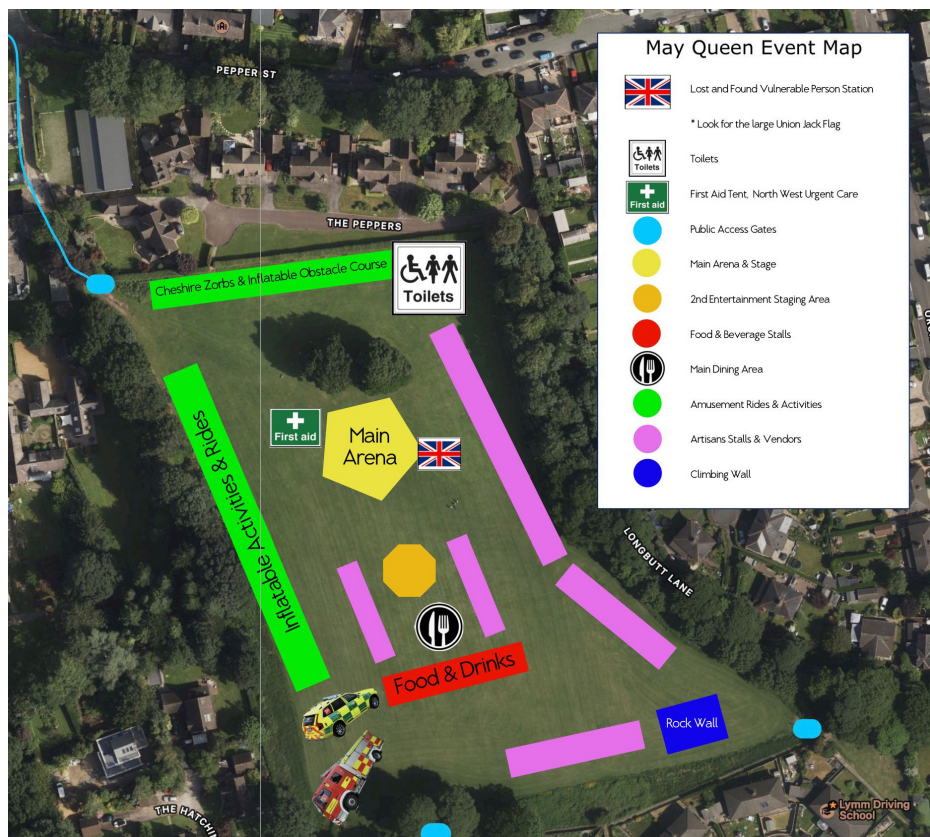 May Queen Event Map
Lost and Found Vulnerable Person Station
* Look for the large Union Jack Flag
Toilets
Toilets
First aid
First Aid Tent, North West Urgent Care
Public Access Gates
Main Arena & Stage
2nd Entertainment Staging Area
Food & Beverage Stalls
Main Dining Area
Amusement Rides & Activities
Artisans Stalls & Vendors
Climbing Wall
PEPPER ST
THE PEPPERS
Cheshire Zorbs & Inflatable Obstacle Course
Toilets
Inflatable Activities & Rides
First aid
Main
Arena
LONGBUTT LANE
Food & Drinks
Rock Wall
THE HATCHIN
Lymm Driving
School